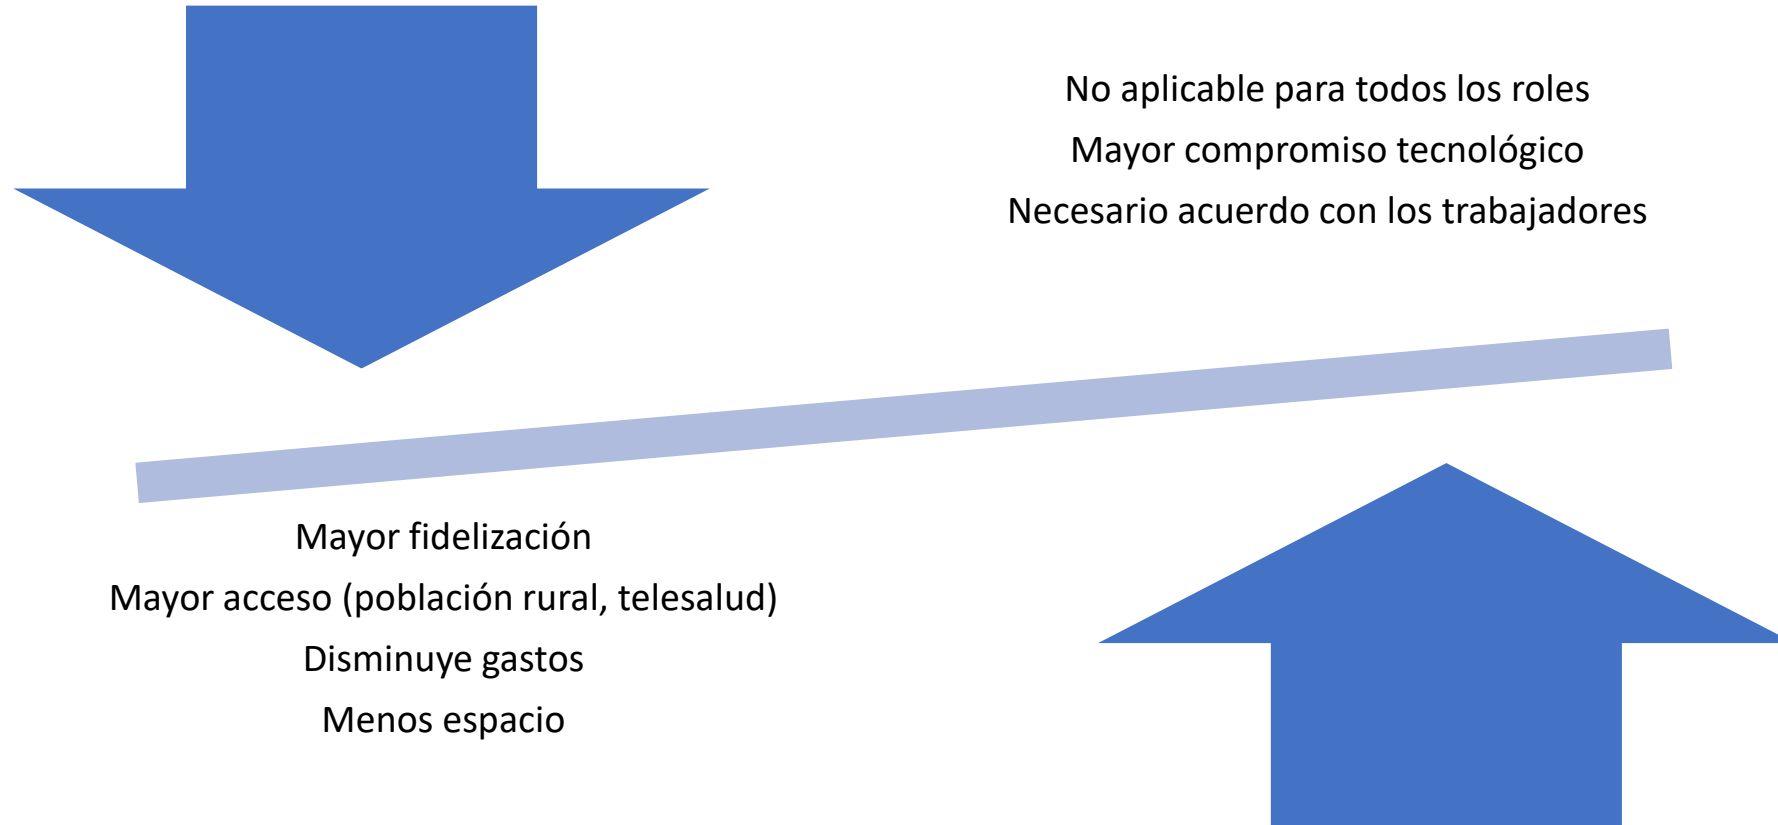 No aplicable para todos los roles
Mayor compromiso tecnológico
Necesario acuerdo con los trabajadores
Mayor fidelización
Mayor acceso (población rural, telesalud)
Disminuye gastos
Menos espacio